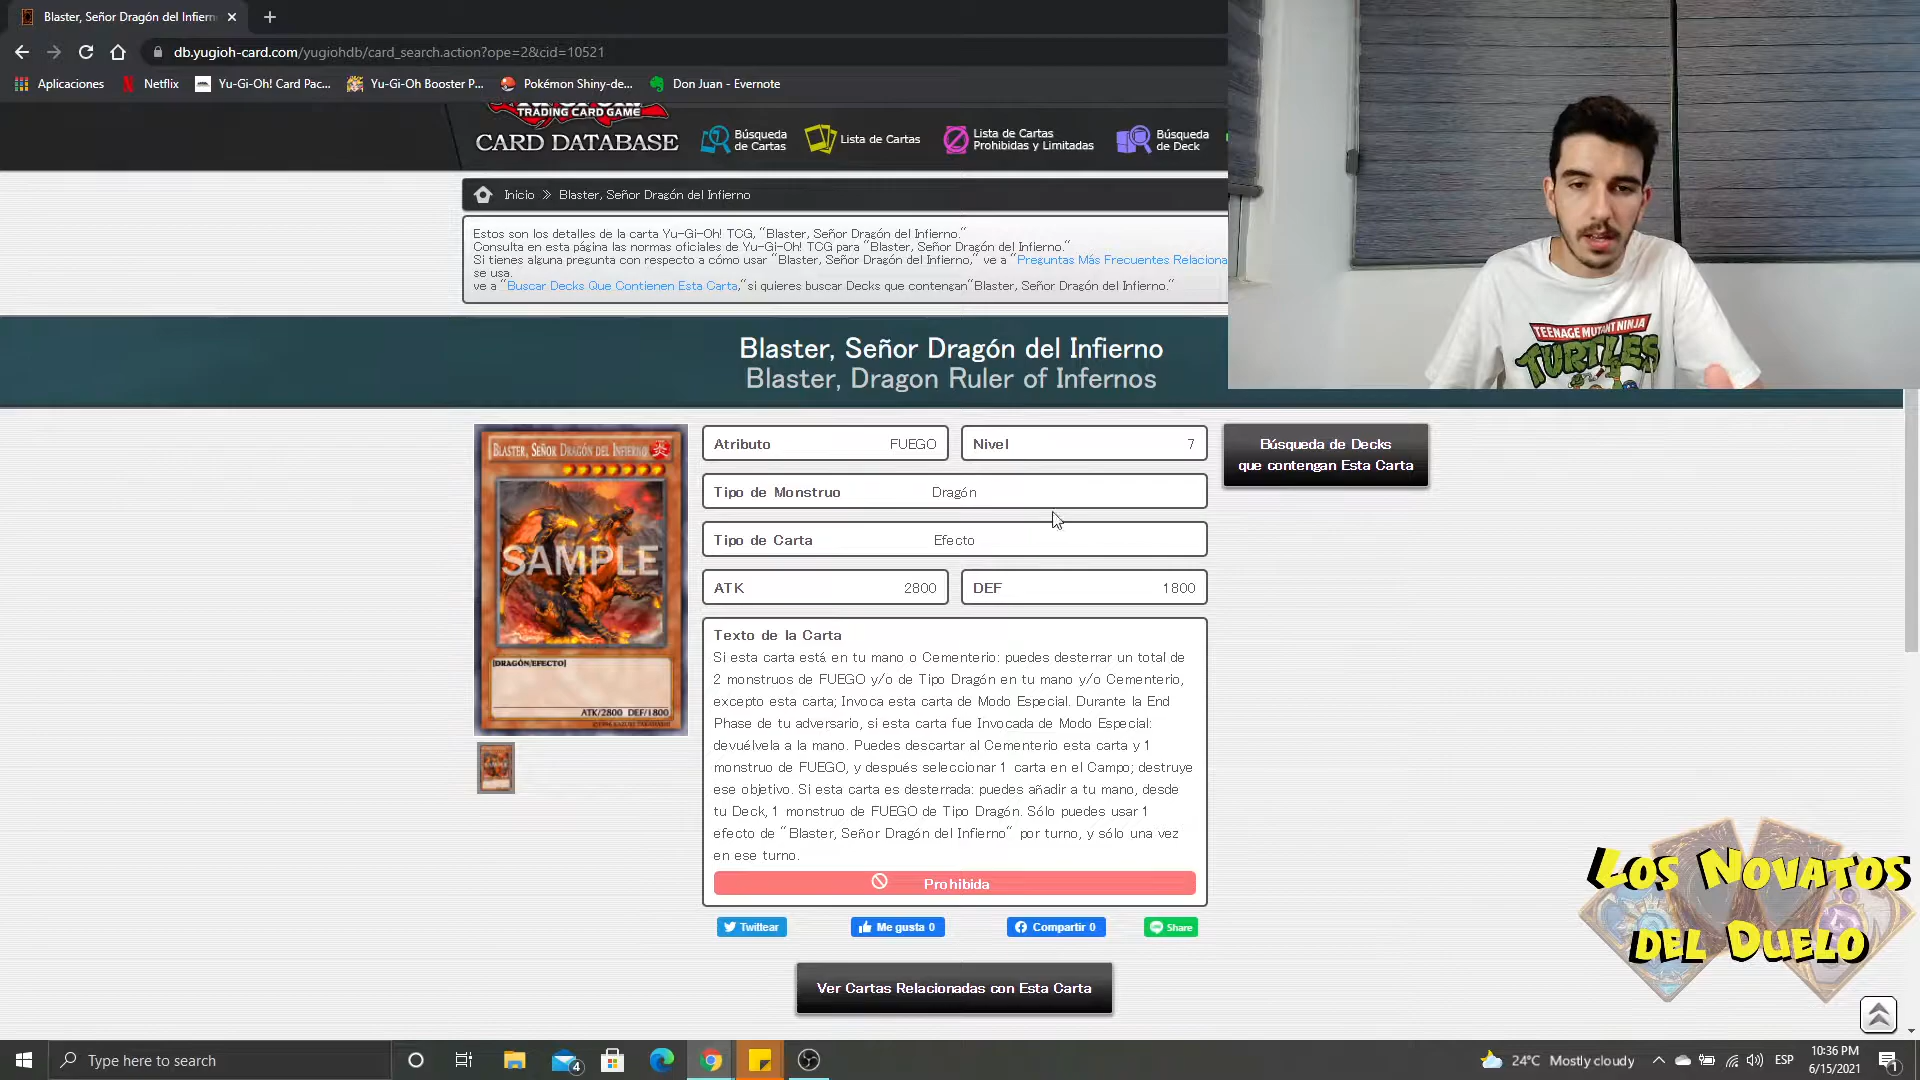 Blaster, Señor Dragón del Infiern
db.yugioh-card.com/yugiohdb/card_search.action?ope=2&cid=10521
Aplicaciones
Netflix
Yu-Gi-Oh! Card Pac...
Yu-Gi-Oh Booster P...
Pokémon Shiny-de...
Don Juan - Evernote
TRADING CARD GAME
CARD DATABASE
Búsqueda
de Cartas
Lista de Cartas
Lista de Cartas
Prohibidas y Limitadas
Búsqueda
de Deck
Inicio » Blaster, Señor Dragón del Infierno
Estos son los detalles de la carta Yu-Gi-Oh! TCG, "Blaster, Señor Dragón del Infierno."
Consulta en esta página las normas oficiales de Yu-Gi-Oh! TCG para "Blaster, Señor Dragón del Infierno."
Si tienes alguna pregunta con respecto a cómo usar "Blaster, Señor Dragón del Infierno," ve a "Preguntas Más Frecuentes Relaciona
se usa.
ve a "Buscar Decks Que Contienen Esta Carta,"si quieres buscar Decks que contengan"Blaster, Señor Dragón del Infierno."
TEENAGE MUTANT NINJA
TURTLES
Blaster, Señor Dragón del Infierno
Blaster, Dragon Ruler of Infernos
BLASTER, SEÑOR DRAGÓN DEL INFIERNO
炎
SAMPLE
[DRAGÓN/EFECTO]
ATK/2800 DEF/1800
Atributo FUEGO
Nivel 7
Tipo de Monstruo Dragón
Tipo de Carta Efecto
ATK 2800
DEF 1800
Búsqueda de Decks
que contengan Esta Carta
Texto de la Carta
Si esta carta está en tu mano o Cementerio: puedes desterrar un total de
2 monstruos de FUEGO y/o de Tipo Dragón en tu mano y/o Cementerio,
excepto esta carta; Invoca esta carta de Modo Especial. Durante la End
Phase de tu adversario, si esta carta fue Invocada de Modo Especial:
devuélvela a la mano. Puedes descartar al Cementerio esta carta y 1
monstruo de FUEGO, y después seleccionar 1 carta en el Campo; destruye
ese objetivo. Si esta carta es desterrada: puedes añadir a tu mano, desde
tu Deck, 1 monstruo de FUEGO de Tipo Dragón. Sólo puedes usar 1
efecto de "Blaster, Señor Dragón del Infierno" por turno, y sólo una vez
en ese turno.
Prohibida
Twittear
Me gusta 0
Compartir 0
Share
Ver Cartas Relacionadas con Esta Carta
LOS NOVATOS
DEL DUELO
Type here to search
4
24°C Mostly cloudy
ESP
10:36 PM
6/15/2021
1